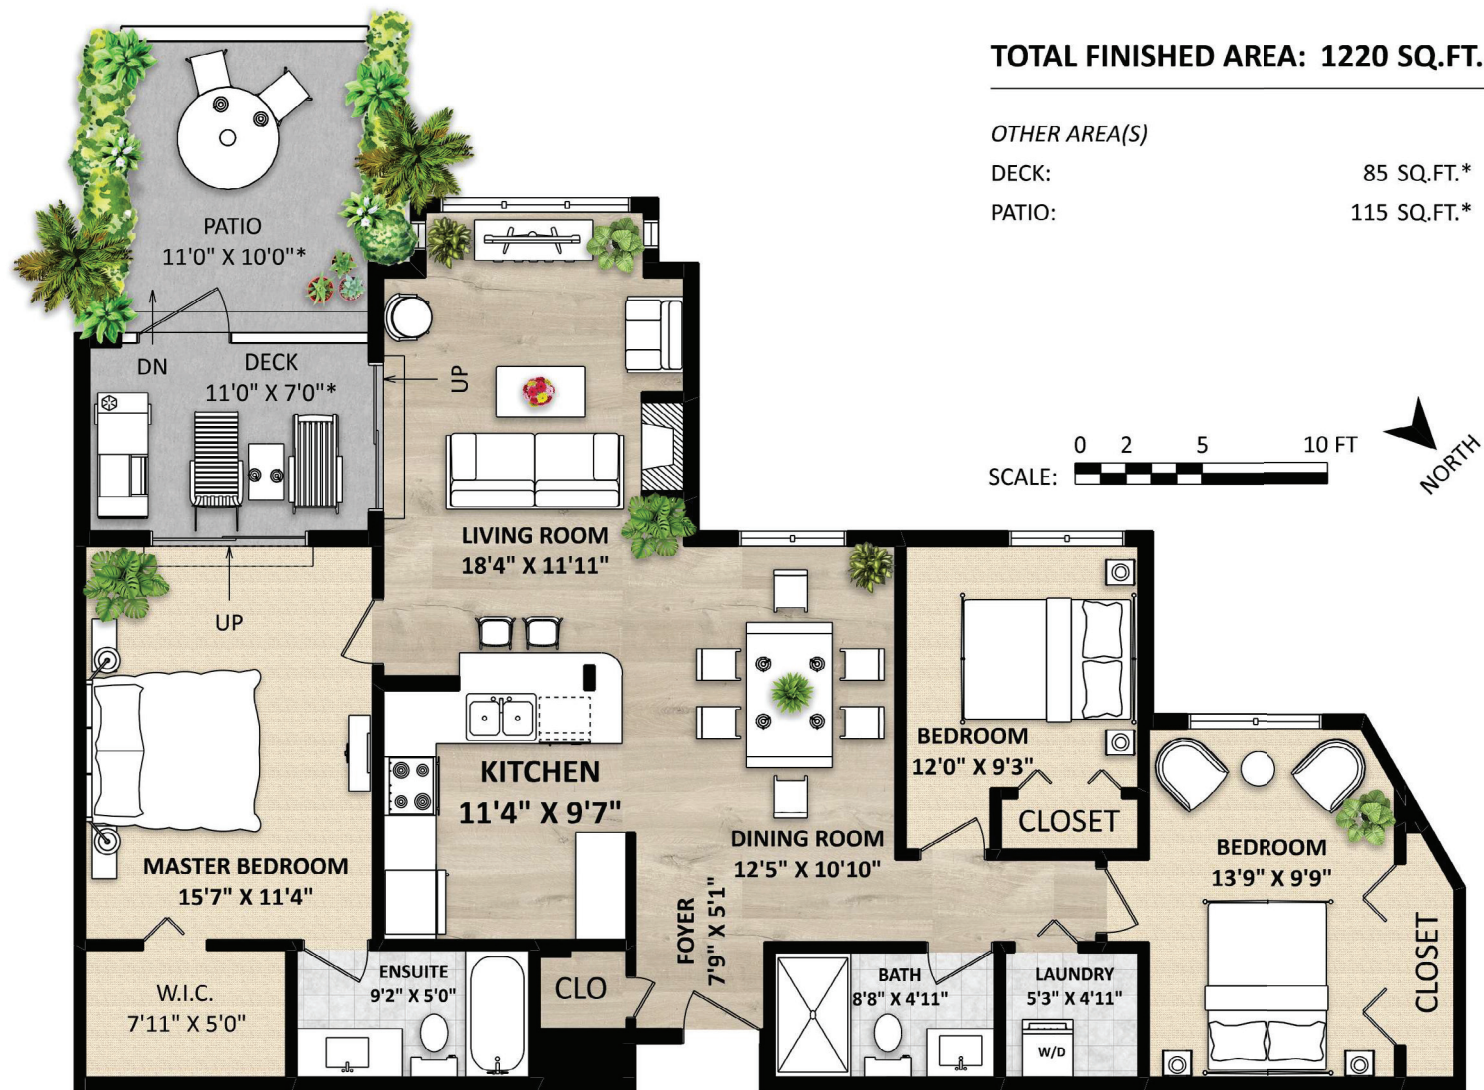 TOTAL FINISHED AREA: 1220 SQ.FT.
OTHER AREA(S)
DECK: 85 SQ.FT.*
PATIO: 115 SQ.FT.*
PATIO
11'0" X 10'0"*
DN
DECK
11'0" X 7'0"*
UP
SCALE:
0 2 5 10 FT
NORTH
LIVING ROOM
18'4" X 11'11"
UP
MASTER BEDROOM
15'7" X 11'4"
KITCHEN
11'4" X 9'7"
DINING ROOM
12'5" X 10'10"
BEDROOM
12'0" X 9'3"
CLOSET
BEDROOM
13'9" X 9'9"
CLOSET
FOYER
7'9" X 5'1"
W.I.C.
7'11" X 5'0"
ENSUITE
9'2" X 5'0"
CLO
BATH
8'8" X 4'11"
LAUNDRY
5'3" X 4'11"
W/D